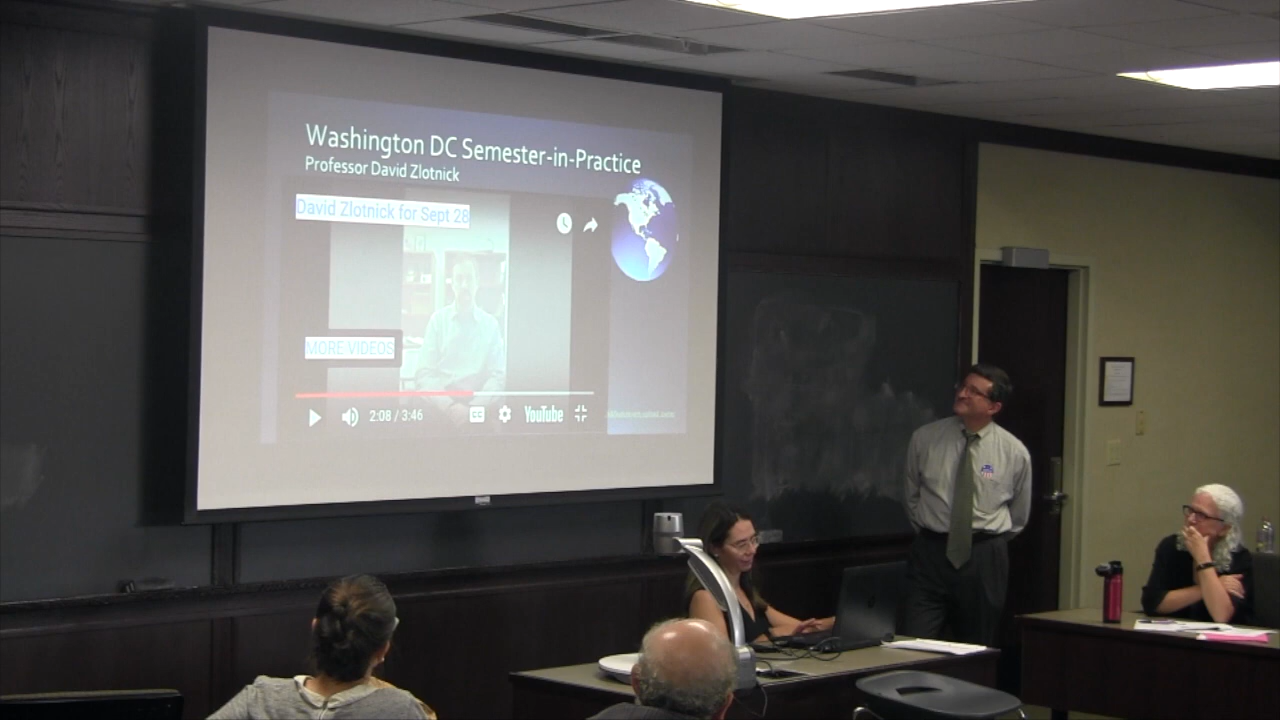 Washington DC Semester-in-Practice
Professor David Zlotnick
David Zlotnick for Sept 28
MORE VIDEOS
2:08 / 3:46
CC
YouTube